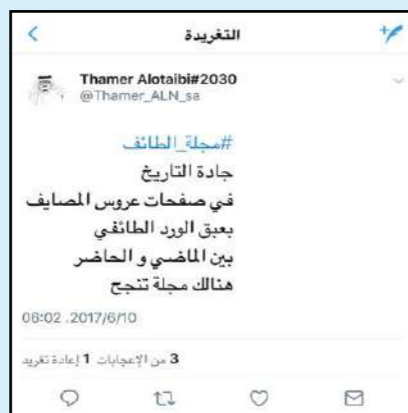 التغريدة
Thamer Alotaibi#2030
@Thamer_ALN_sa
#مجلة_الطائف
جادة التاريخ
في صفحات عروس المصايف
بعبق الورد الطائفي
بين الماضي و الحاضر
هنالك مجلة تنجح
06:02 ،2017/6/10
3 من الإعجابات 1 إعادة تغريد